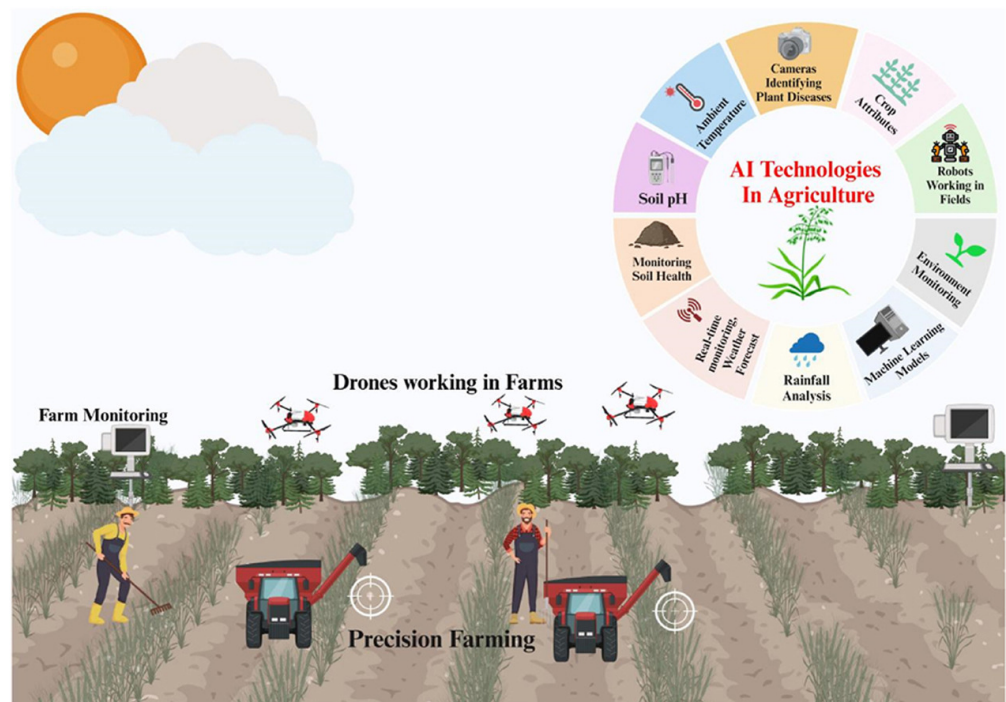 Cameras
Identifying
Plant Diseases
Crop
Attributes
Robots
Working in
Fields
Environment
Monitoring
Machine Learning
Models
Rainfall
Analysis
Real-time
monitoring,
Weather
Forecast
Monitoring
Soil Health
Soil pH
Ambient
Temperature
AI Technologies
In Agriculture
Drones working in Farms
Farm Monitoring
Precision Farming